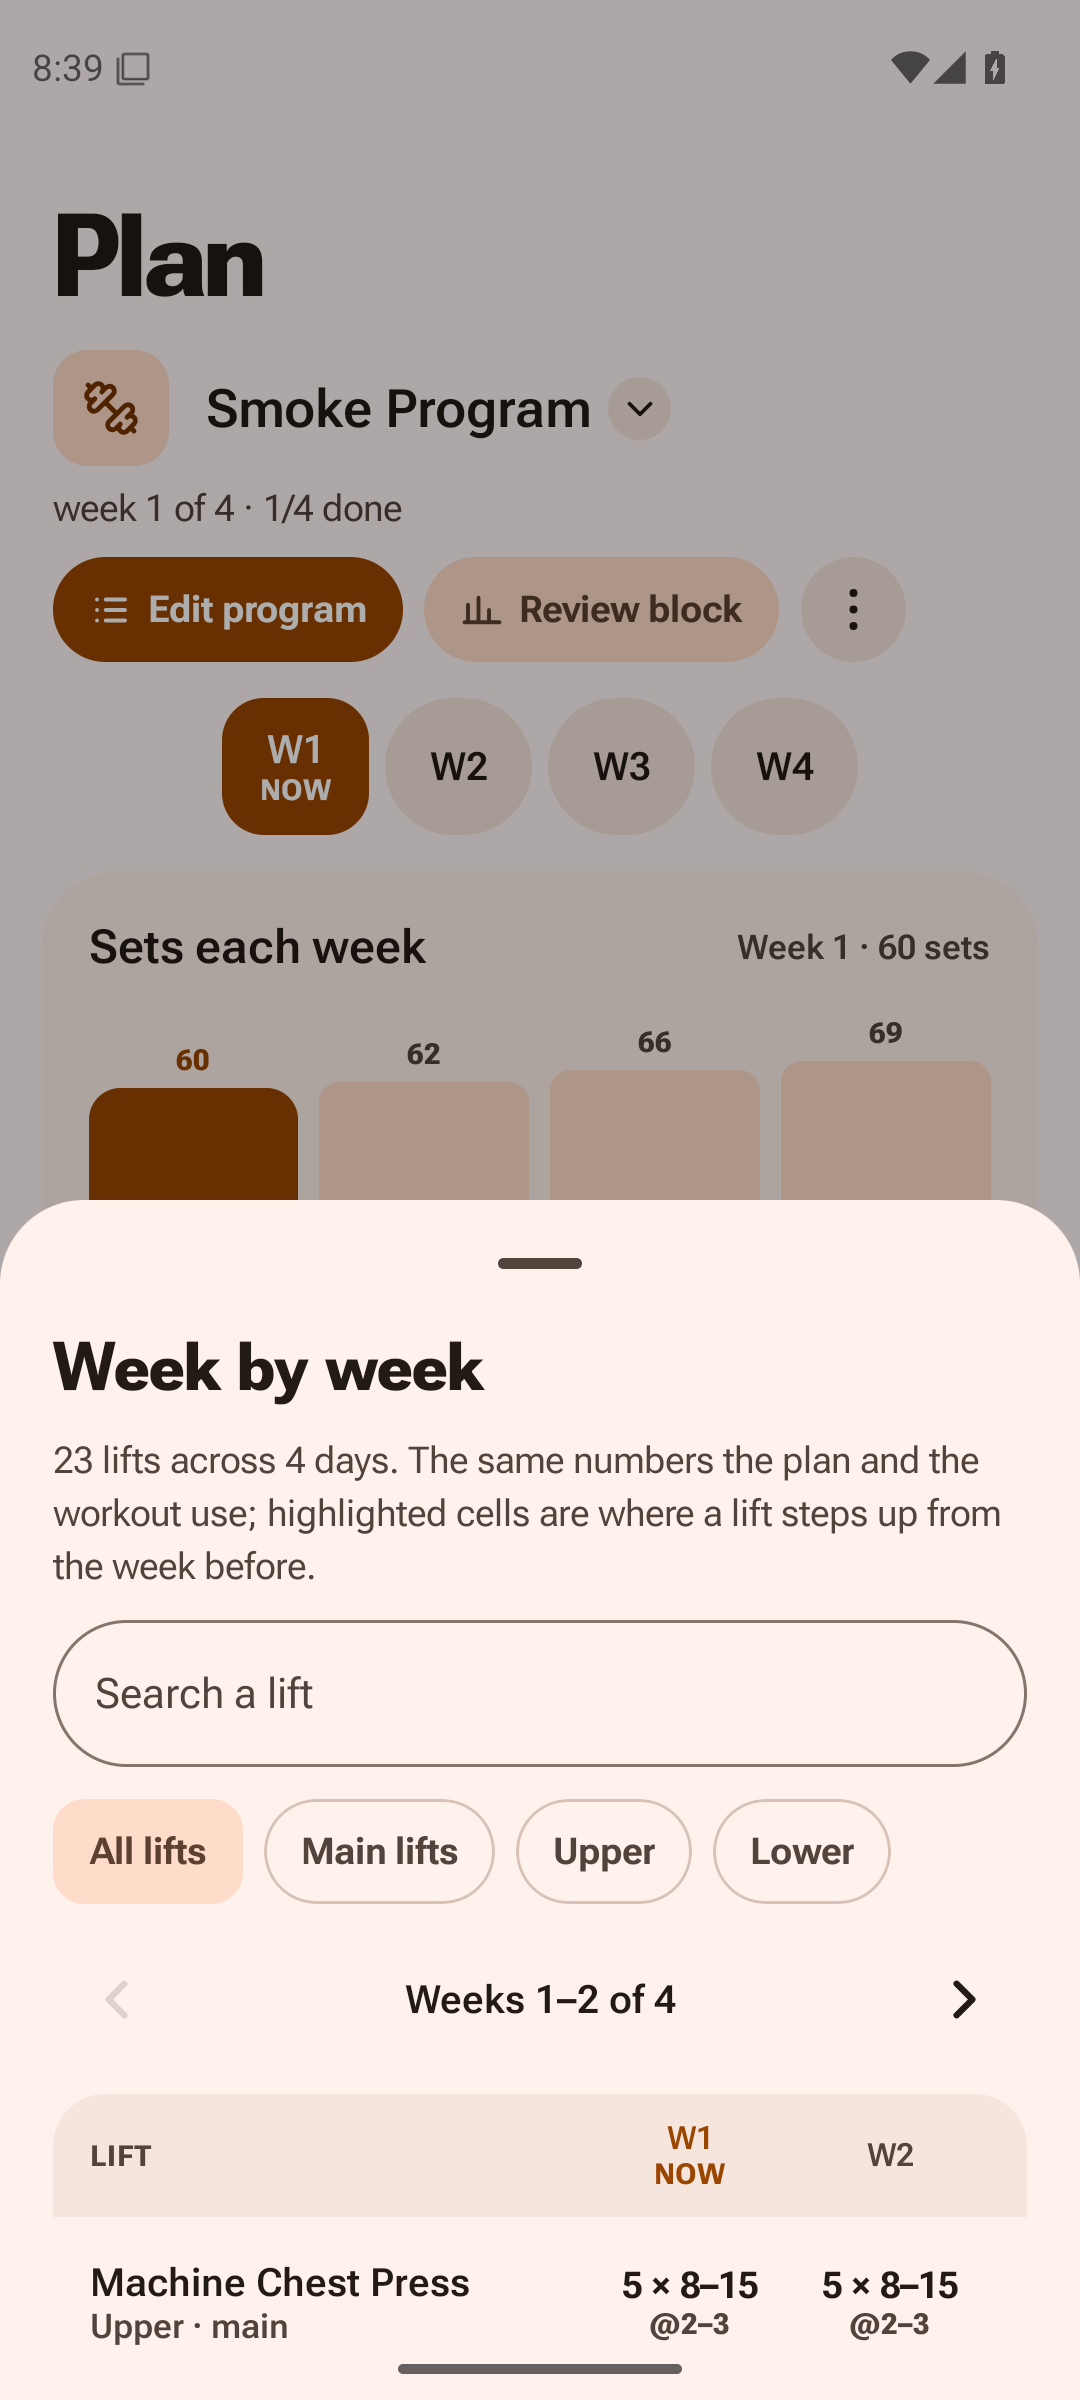 8:39
Plan
Smoke Program
week 1 of 4 · 1/4 done
Edit program
Review block
W1
NOW
W2
W3
W4
Sets each week
Week 1 · 60 sets
60
62
66
69
Week by week
23 lifts across 4 days. The same numbers the plan and the
workout use; highlighted cells are where a lift steps up from
the week before.
Search a lift
All lifts
Main lifts
Upper
Lower
Weeks 1–2 of 4
LIFT
W1
NOW
W2
Machine Chest Press
5 × 8–15
5 × 8–15
Upper · main
@2–3
@2–3